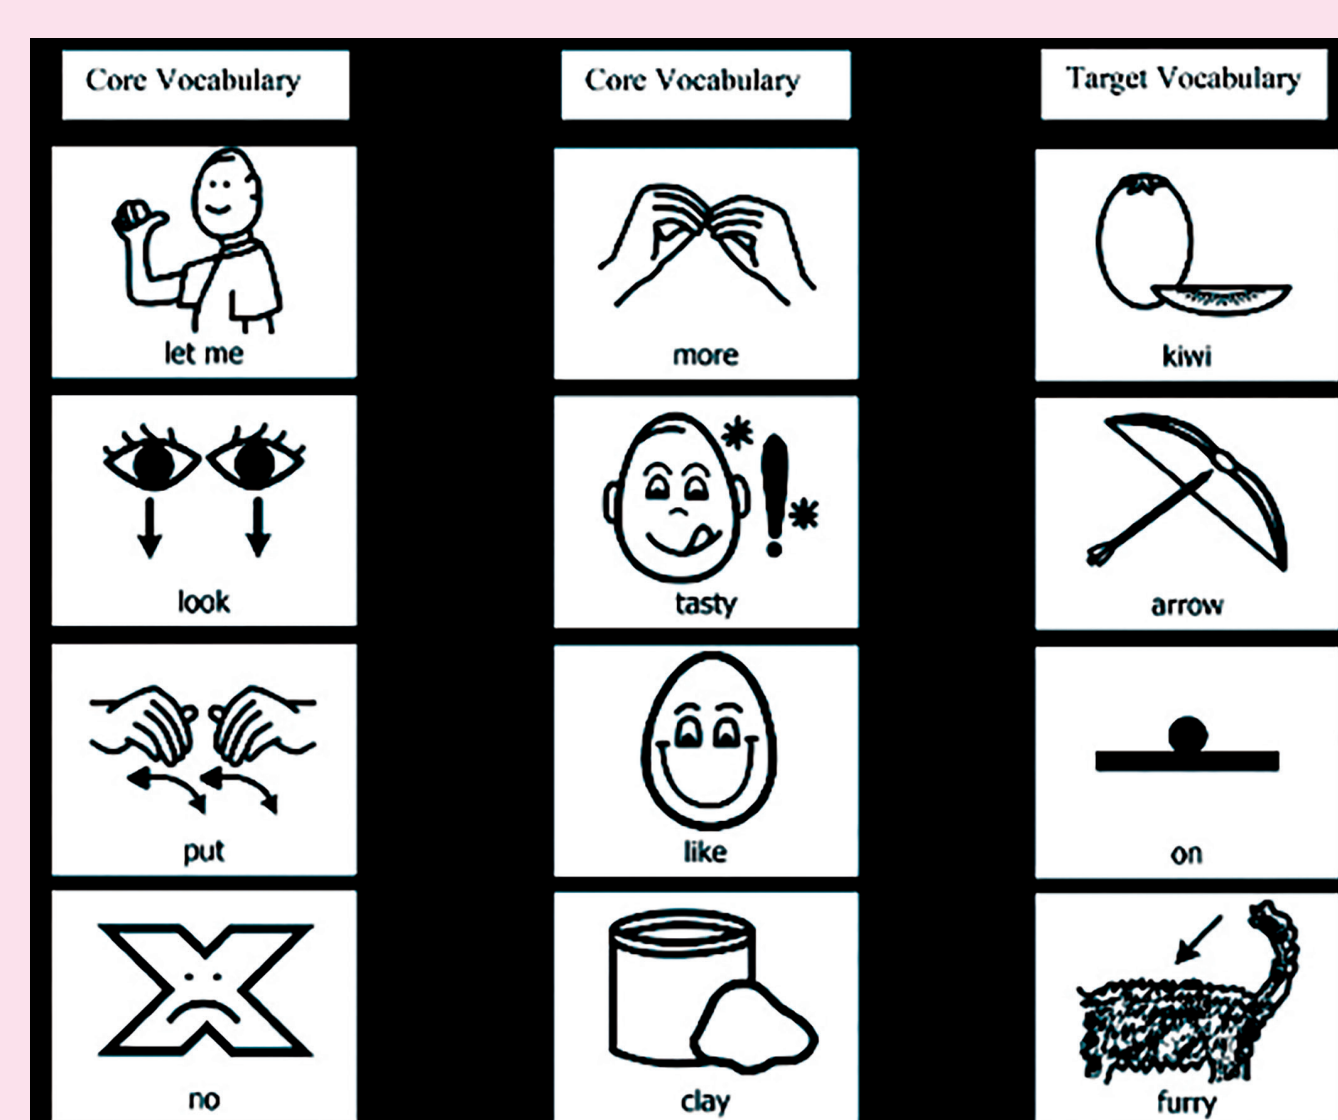 Core Vocabulary
Core Vocabulary
Target Vocabulary
let me
more
kiwi
look
tasty
arrow
put
like
on
no
clay
furry